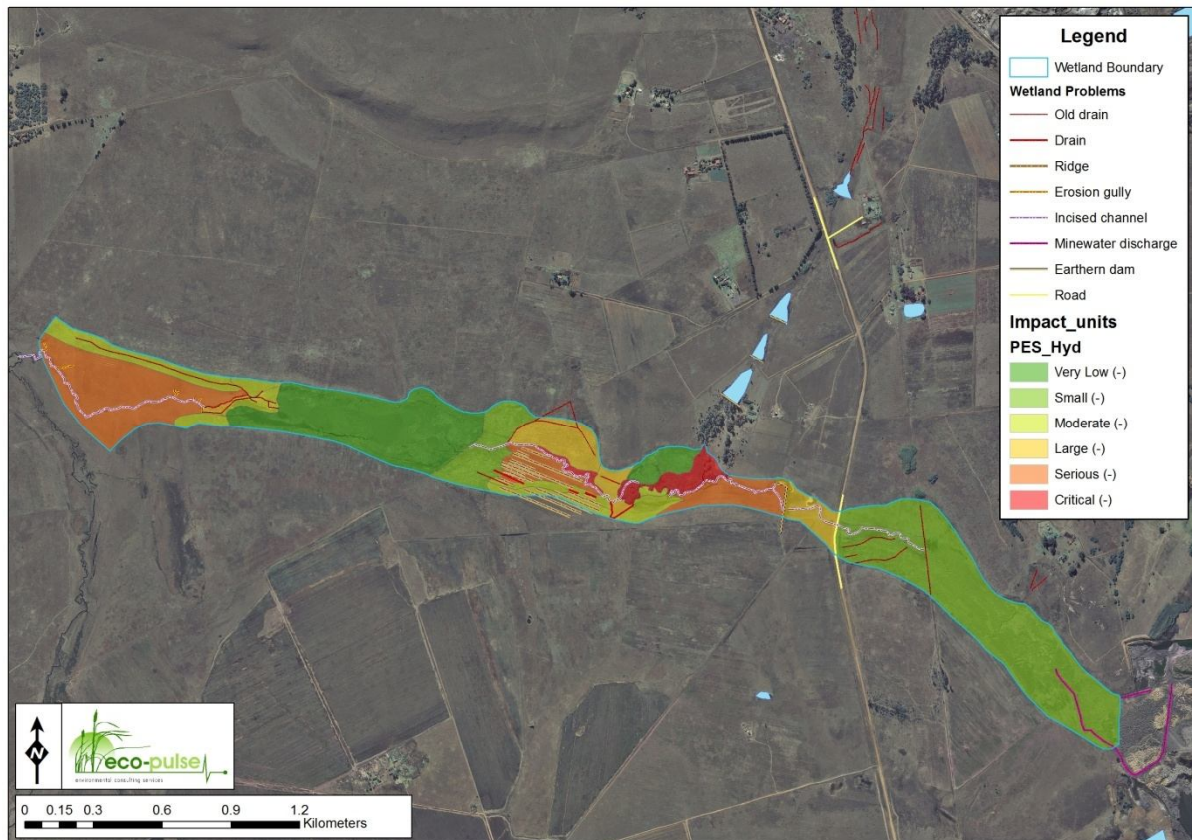 Legend
Wetland Boundary
Wetland Problems
Old drain
Drain
Ridge
Erosion gully
Incised channel
Minewater discharge
Earthern dam
Road
Impact_units
PES_Hyd
Very Low (-)
Small (-)
Moderate (-)
Large (-)
Serious (-)
Critical (-)
N
eco-pulse
environmental consulting services
0 0.15 0.3 0.6 0.9 1.2
Kilometers